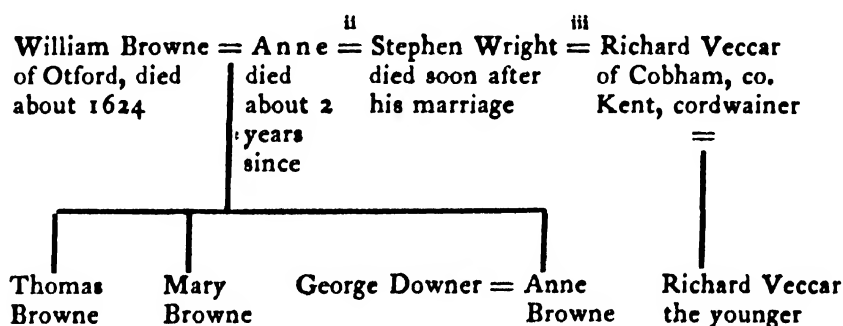 ii iii
William Browne = Anne = Stephen Wright = Richard Veccar
of Otford, died died died soon after of Cobham, co.
about 1624 about 2 his marriage Kent, cordwainer
years =
since
Thomas Mary George Downer = Anne Richard Veccar
Browne Browne Browne the younger